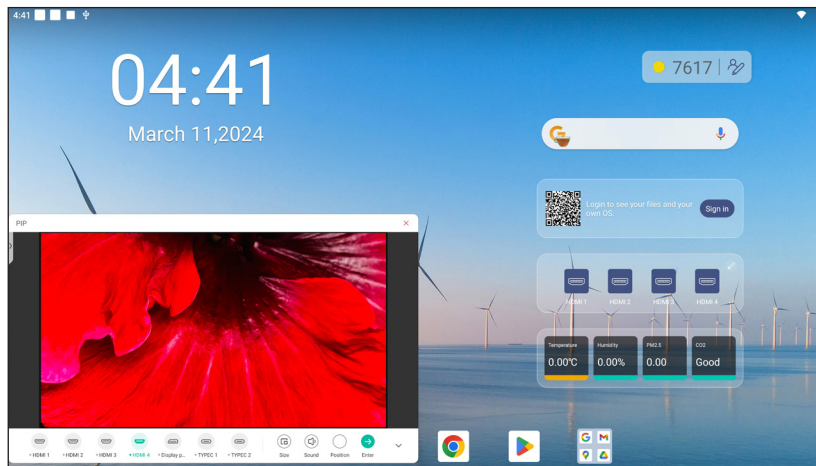 4:41
04:41
March 11,2024
7617
Login to see your files and your
own OS.
Sign in
PIP
HDMI 1
HDMI 2
HDMI 3
HDMI 4
Temperature
Humidity
PM2.5
CO2
0.00℃
0.00%
0.00
Good
HDMI 1
HDMI 2
HDMI 3
HDMI 4
Display p...
TYPEC 1
TYPEC 2
Size
Sound
Position
Enter